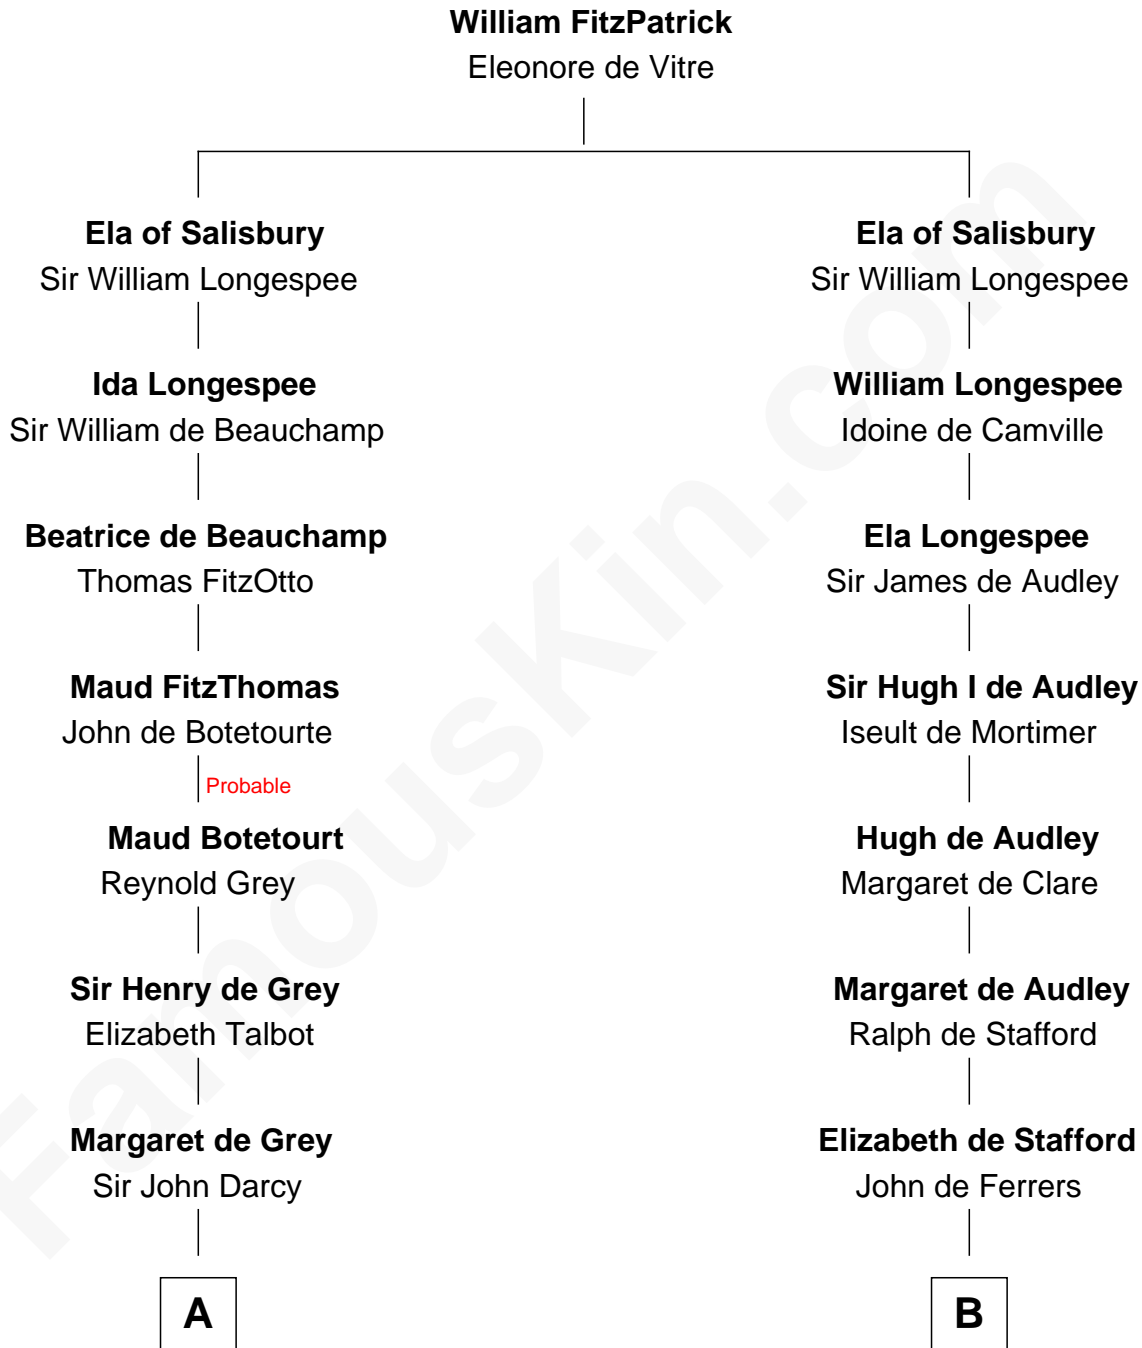 William FitzPatrick
Eleonore de Vitre
Ela of Salisbury
Sir William Longespee
Ida Longespee
Sir William de Beauchamp
Beatrice de Beauchamp
Thomas FitzOtto
Maud FitzThomas
John de Botetourte
Probable
Maud Botetourt
Reynold Grey
Sir Henry de Grey
Elizabeth Talbot
Margaret de Grey
Sir John Darcy
A
Ela of Salisbury
Sir William Longespee
William Longespee
Idoine de Camville
Ela Longespee
Sir James de Audley
Sir Hugh I de Audley
Iseult de Mortimer
Hugh de Audley
Margaret de Clare
Margaret de Audley
Ralph de Stafford
Elizabeth de Stafford
John de Ferrers
B
FamousKin.com